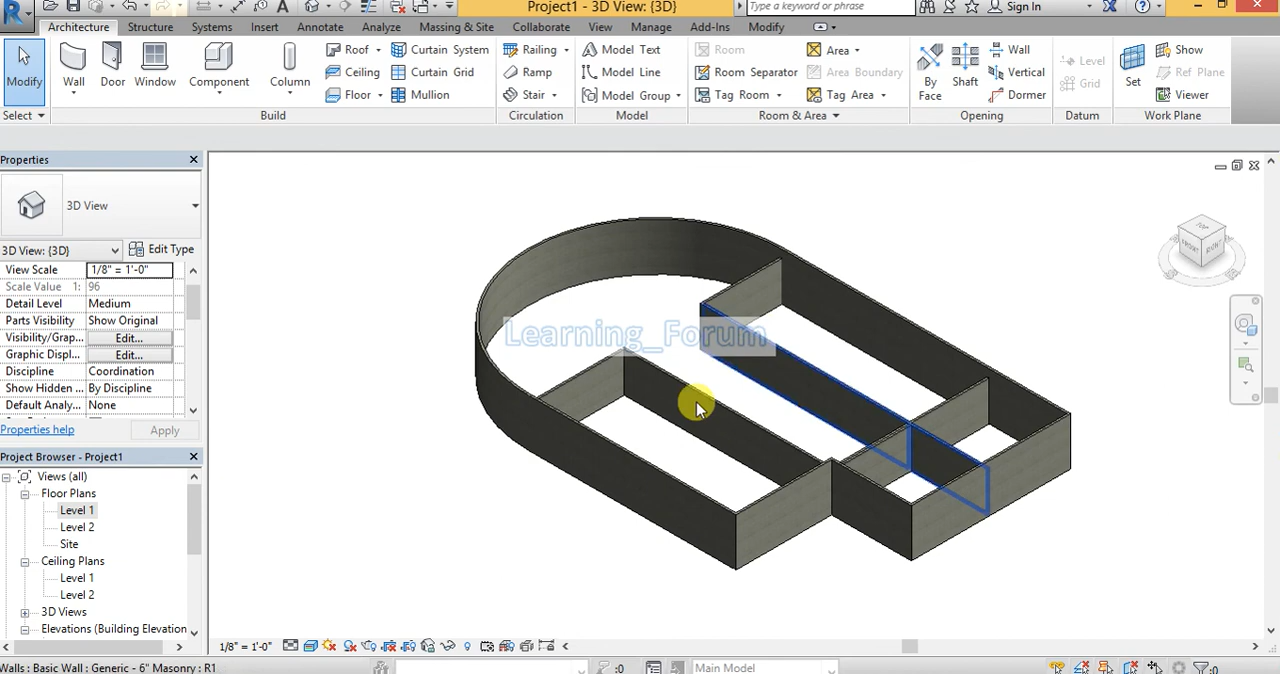 Project1 - 3D View: {3D}
Type a keyword or phrase
Sign In
Architecture Structure Systems Insert Annotate Analyze Massing & Site Collaborate View Manage Add-Ins Modify
Modify
Wall
Door
Window
Component
Column
Roof
Ceiling
Curtain System
Curtain Grid
Mullion
Railing
Ramp
Stair
Model Text
Model Line
Model Group
Room
Room Separator
Tag Room
Area
Area Boundary
Tag Area
By
Face
Shaft
Wall
Vertical
Dormer
Level
Grid
Set
Show
Ref Plane
Viewer
Select
Build
Circulation
Model
Room & Area
Opening
Datum
Work Plane
Properties
3D View
3D View: {3D}
Edit Type
View Scale 1/8" = 1'-0"
Scale Value 1: 96
Detail Level Medium
Parts Visibility Show Original
Visibility/Grap... Edit...
Graphic Displ... Edit...
Discipline Coordination
Show Hidden ... By Discipline
Default Analy... None
Properties help
Apply
Project Browser - Project1
Views (all)
Floor Plans
Level 1
Level 2
Site
Ceiling Plans
Level 1
Level 2
3D Views
Elevations (Building Elevation
Learning_Forum
TOP
FRONT
RIGHT
1/8" = 1'-0"
Walls : Basic Wall : Generic - 6" Masonry : R1
:0
Main Model
:0